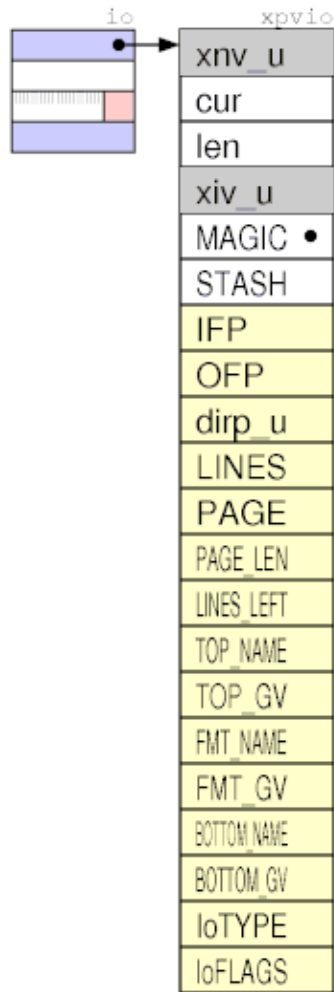 io
xpvio
xnv_u
cur
len
xiv_u
MAGIC
STASH
IFP
OFP
dirp_u
LINES
PAGE
PAGE_LEN
LINES_LEFT
TOP_NAME
TOP_GV
FMT_NAME
FMT_GV
BOTTOM_NAME
BOTTOM_GV
IoTYPE
IoFLAGS